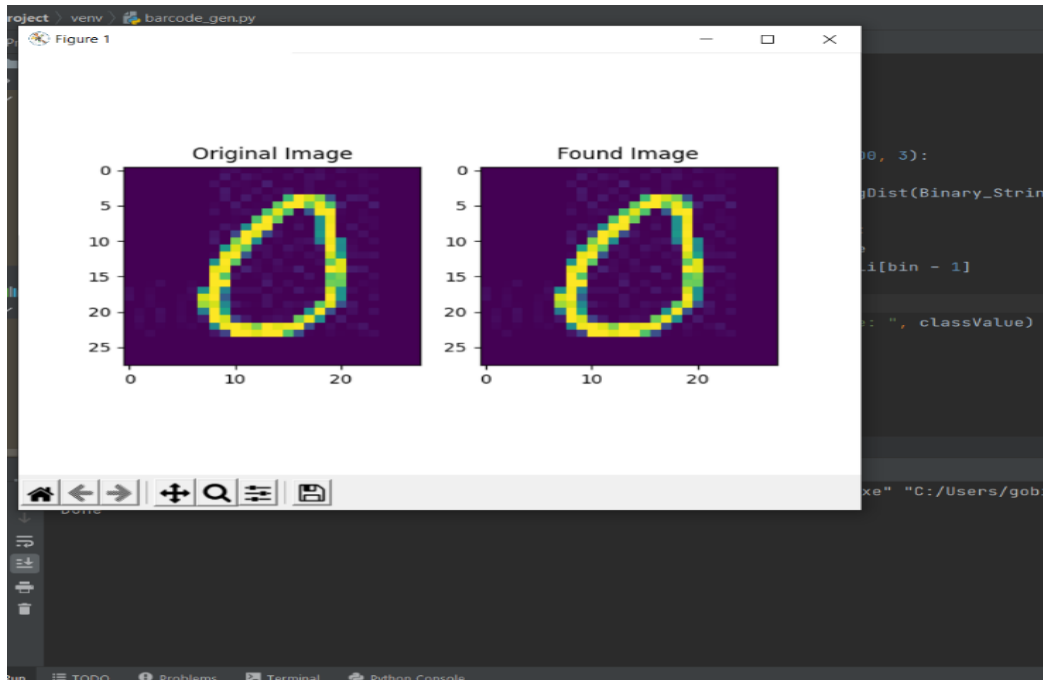 roject > venv > barcode_gen.py
Figure 1
Original Image
Found Image
0
5
10
15
20
25
0 10 20
0
5
10
15
20
25
0 10 20
00, 3):
gDist(Binary_Strin
li[bin - 1]
: ", classValue)
xe" "C:/Users/gob
Done
Run TODO Problems Terminal Python Console